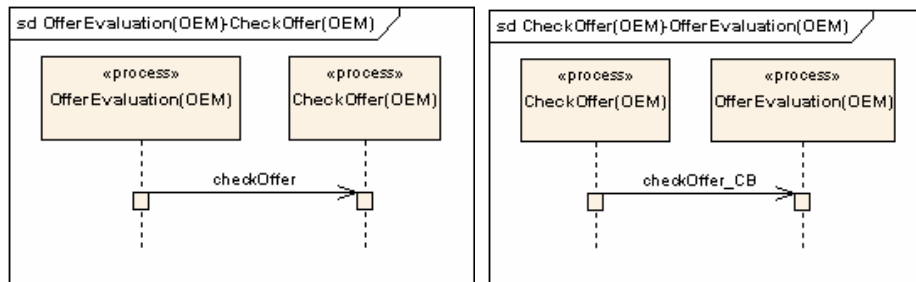 sd OfferEvaluation(OEM)-CheckOffer(OEM)
«process»
OfferEvaluation(OEM)
«process»
CheckOffer(OEM)
checkOffer
sd CheckOffer(OEM)-OfferEvaluation(OEM)
«process»
CheckOffer(OEM)
«process»
OfferEvaluation(OEM)
checkOffer_CB